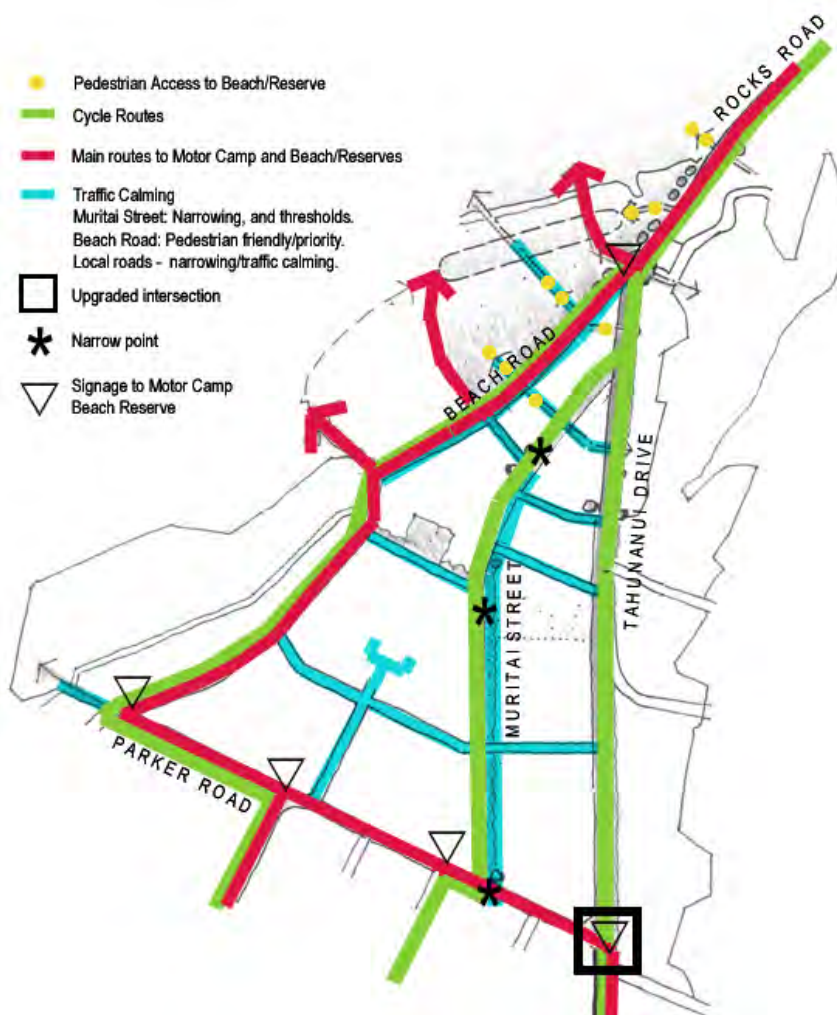 Pedestrian Access to Beach/Reserve
Cycle Routes
Main routes to Motor Camp and Beach/Reserves
Traffic Calming
Muritai Street: Narrowing, and thresholds.
Beach Road: Pedestrian friendly/priority.
Local roads - narrowing/traffic calming.
Upgraded intersection
Narrow point
Signage to Motor Camp
Beach Reserve
ROCKS ROAD
BEACH ROAD
TAHUNANUI DRIVE
MURITAI STREET
PARKER ROAD